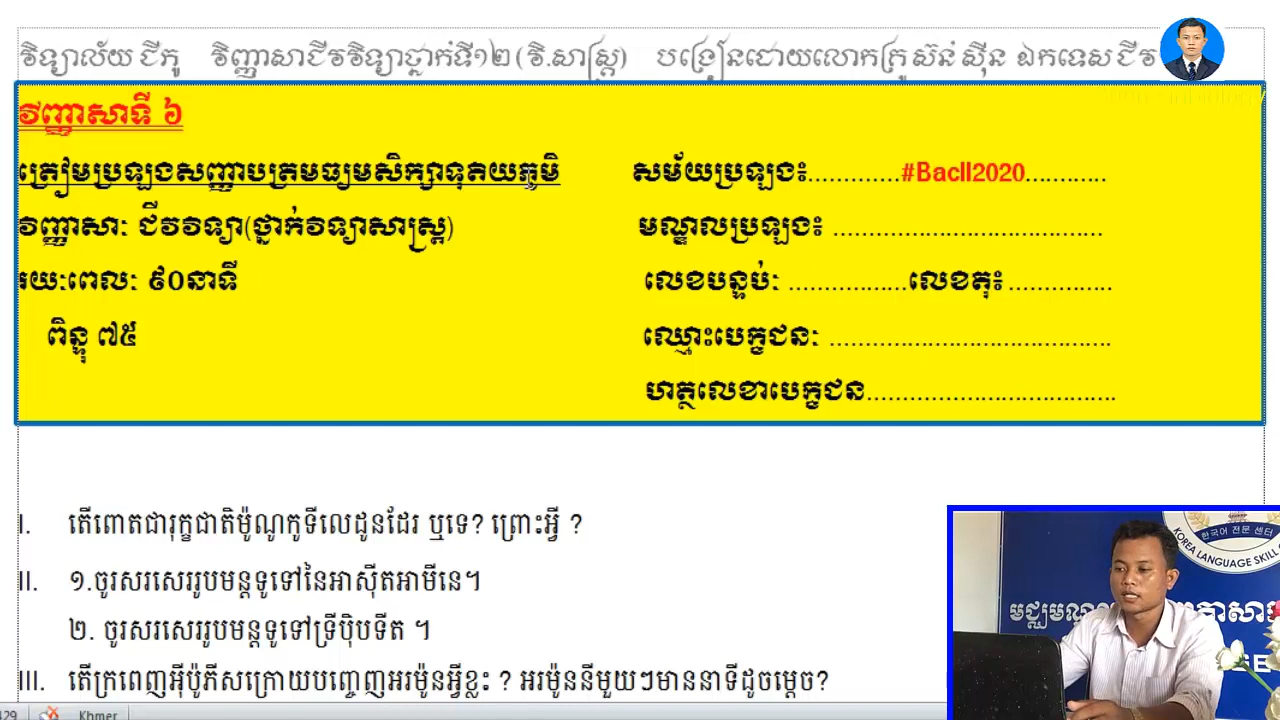 វិទ្យាល័យ ជីភូ វិញ្ញាសាជីវវិទ្យាថ្នាក់ទី១២(វិ.សាស្ត្រ) បង្រៀនដោយលោកគ្រូ ស៊ន់ ស៊ីន ឯកទេស ជីវ
វិញ្ញាសាទី ៦
ត្រៀមប្រឡងសញ្ញាបត្រមធ្យមសិក្សាទុតិយភូមិ សម័យប្រឡង៖.............#BacII2020............
វិញ្ញាសាៈ ជីវវិទ្យា(ថ្នាក់វិទ្យាសាស្ត្រ) មណ្ឌលប្រឡង៖ ......................................
រយៈពេលៈ ៩0នាទី លេខបន្ទប់ៈ .................លេខតុ៖ ...............
ពិន្ទុ ៧៥ ឈ្មោះបេក្ខជនៈ .......................................
ហត្ថលេខាបេក្ខជន...................................
I. តើពោតជារុក្ខជាតិម៉ូណូកូទីលេដូនដែរ ឬទេ? ព្រោះអ្វី ?
II. ១.ចូរសរសេររូបមន្តទូទៅនៃអាស៊ីតអាមីនេ។
២. ចូរសរសេររូបមន្តទូទៅទ្រីប៉ិបទីត ។
III. តើក្រពេញអ៊ីប៉ូភីសក្រោយបញ្ចេញអរម៉ូនអ្វីខ្លះ ? អរម៉ូននីមួយៗមាននាទីដូចម្តេច?
한국어 전문 센터
KOREA LANGUAGE SKILL
429 Khmer